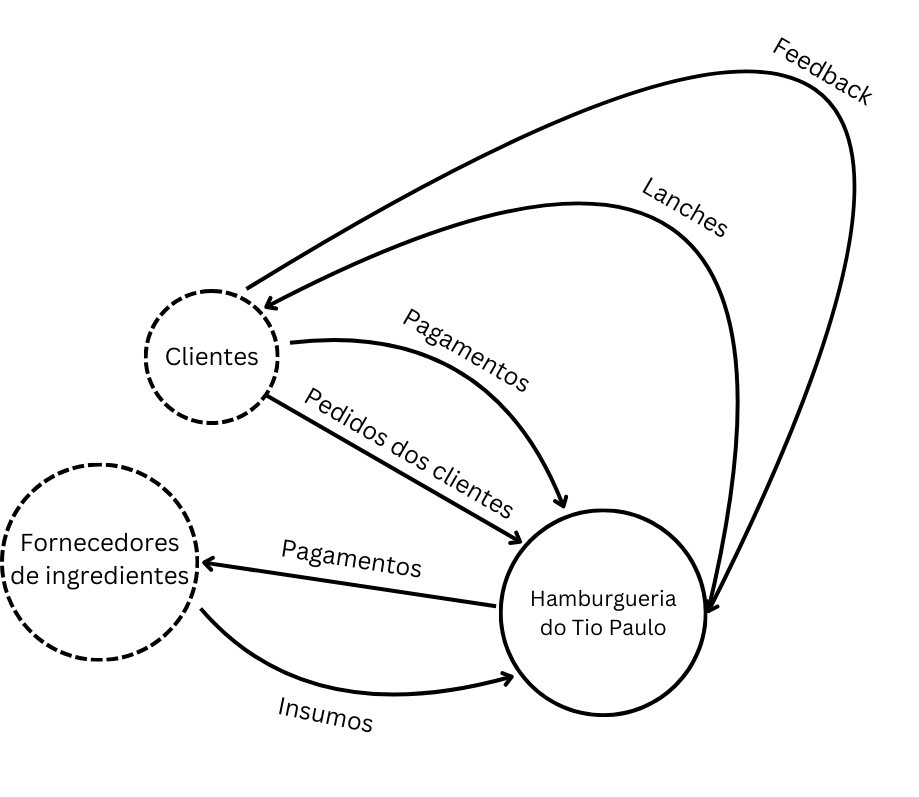 Feedback
Lanches
Pagamentos
Clientes
Pedidos dos clientes
Fornecedores
de ingredientes
Pagamentos
Hamburgueria
do Tio Paulo
Insumos